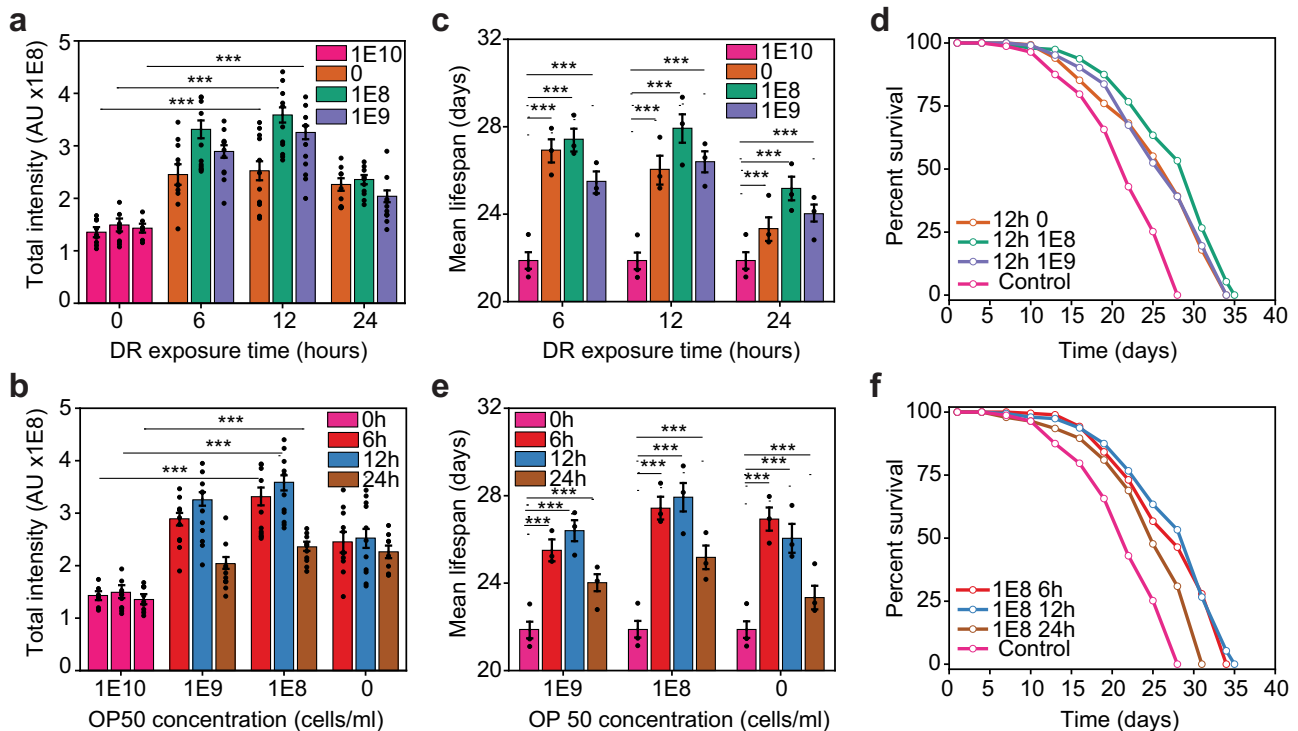 a
Total intensity (AU x1E8)
5
4
3
2
1
0
1E10
0
1E8
1E9
***
***
***
0 6 12 24
DR exposure time (hours)
c
Mean lifespan (days)
32
28
24
20
1E10
0
1E8
1E9
***
***
***
***
***
***
***
***
***
6 12 24
DR exposure time (hours)
d
Percent survival
100
75
50
25
0
12h 0
12h 1E8
12h 1E9
Control
0 5 10 15 20 25 30 35 40
Time (days)
b
Total intensity (AU x1E8)
5
4
3
2
1
0
0h
6h
12h
24h
***
***
***
1E10 1E9 1E8 0
OP50 concentration (cells/ml)
e
Mean lifespan (days)
32
28
24
20
0h
6h
12h
24h
***
***
***
***
***
***
***
***
***
1E9 1E8 0
OP 50 concentration (cells/ml)
f
Percent survival
100
75
50
25
0
1E8 6h
1E8 12h
1E8 24h
Control
0 5 10 15 20 25 30 35 40
Time (days)